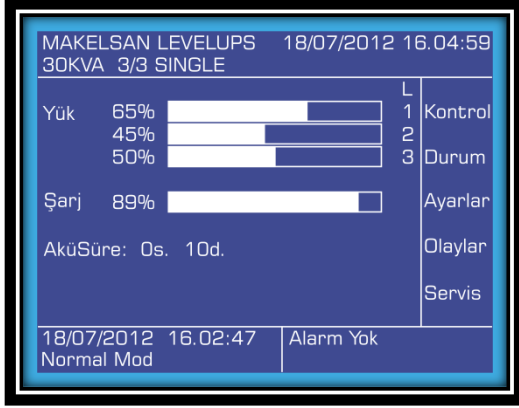 MAKELSAN LEVELUPS 18/07/2012 16.04:59
30KVA 3/3 SINGLE
L
Yük 65% 1 Kontrol
45% 2
50% 3 Durum
Şarj 89% Ayarlar
AküSüre: 0s. 10d. Olaylar
Servis
18/07/2012 16.02:47 Alarm Yok
Normal Mod